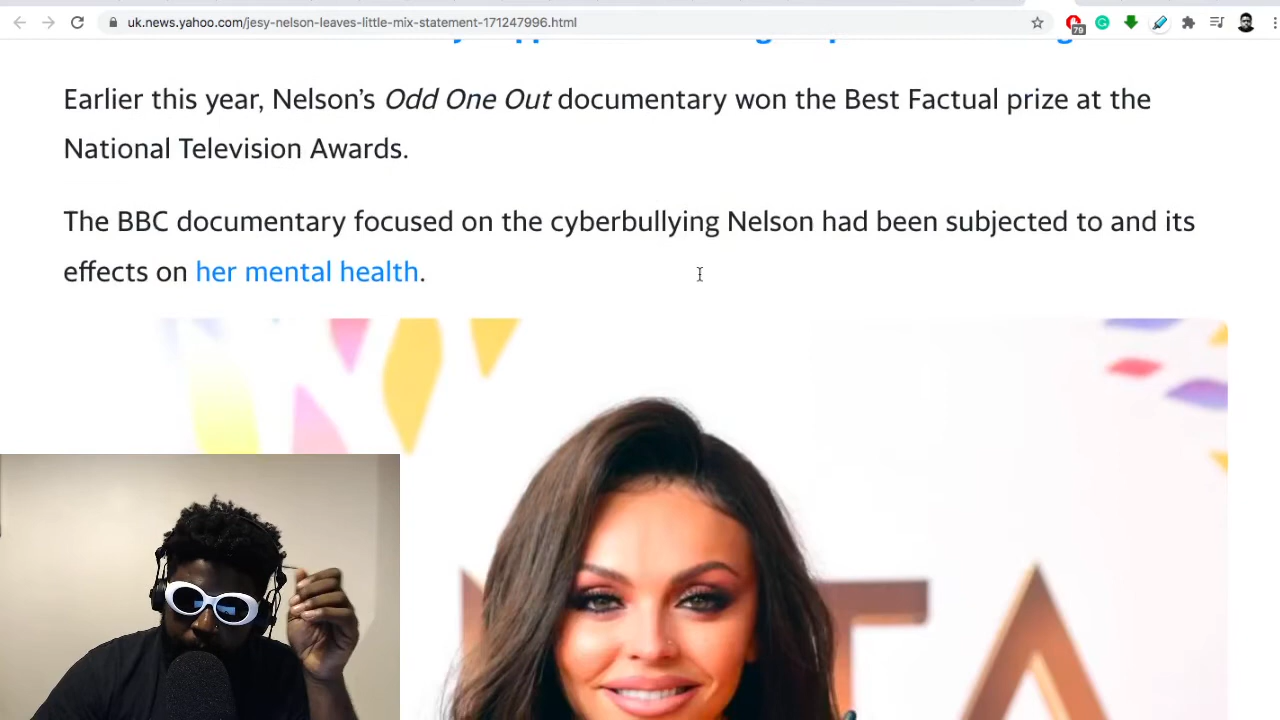 uk.news.yahoo.com/jesy-nelson-leaves-little-mix-statement-171247996.html
79
Earlier this year, Nelson’s Odd One Out documentary won the Best Factual prize at the
National Television Awards.
The BBC documentary focused on the cyberbullying Nelson had been subjected to and its
effects on her mental health.